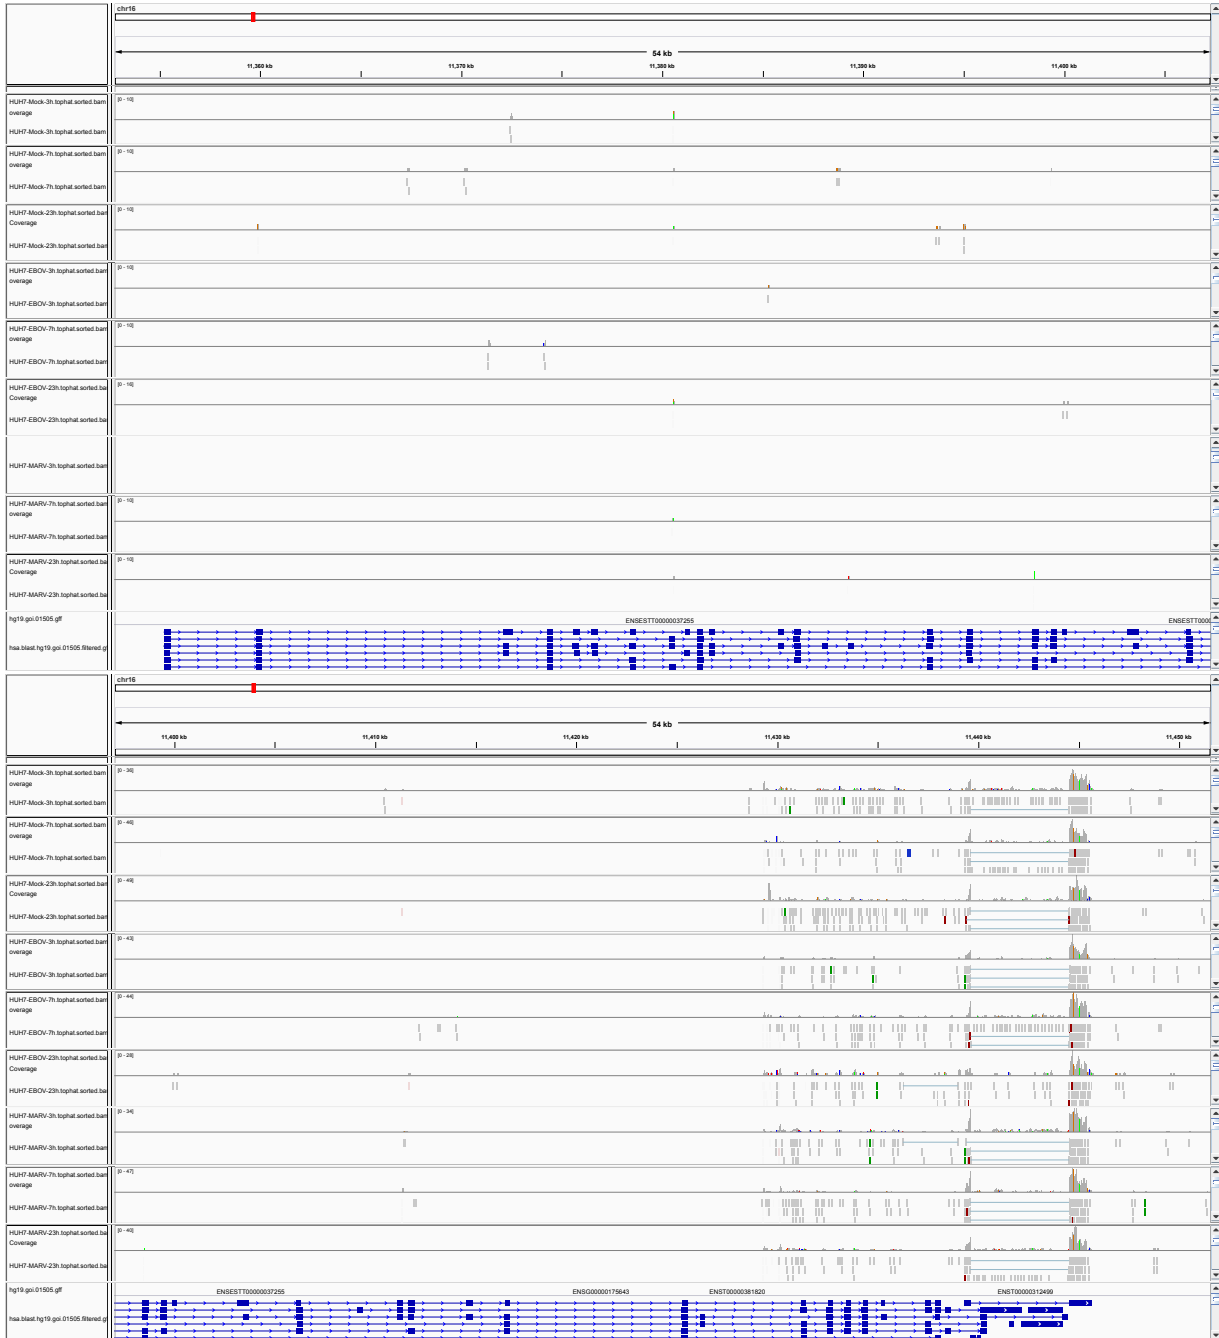 chr16
54 kb
11,360 kb 11,370 kb 11,380 kb 11,390 kb 11,400 kb
HUH7-Mock-3h.tophat.sorted.bam [0 - 10]
overage
HUH7-Mock-3h.tophat.sorted.bam
HUH7-Mock-7h.tophat.sorted.bam [0 - 10]
overage
HUH7-Mock-7h.tophat.sorted.bam
HUH7-Mock-23h.tophat.sorted.bar [0 - 10]
Coverage
HUH7-Mock-23h.tophat.sorted.bar
HUH7-EBOV-3h.tophat.sorted.bam [0 - 10]
overage
HUH7-EBOV-3h.tophat.sorted.bam
HUH7-EBOV-7h.tophat.sorted.bam [0 - 10]
overage
HUH7-EBOV-7h.tophat.sorted.bam
HUH7-EBOV-23h.tophat.sorted.ba [0 - 16]
Coverage
HUH7-EBOV-23h.tophat.sorted.ba
HUH7-MARV-3h.tophat.sorted.bam
HUH7-MARV-7h.tophat.sorted.bam [0 - 10]
overage
HUH7-MARV-7h.tophat.sorted.bam
HUH7-MARV-23h.tophat.sorted.ba [0 - 10]
Coverage
HUH7-MARV-23h.tophat.sorted.ba
hg19.goi.01505.gff ENSESTT00000037255 ENSESTT0000
hsa.blast.hg19.goi.01505.filtered.gf
chr16
54 kb
11,400 kb 11,410 kb 11,420 kb 11,430 kb 11,440 kb 11,450 kb
HUH7-Mock-3h.tophat.sorted.bam [0 - 36]
overage
HUH7-Mock-3h.tophat.sorted.bam
HUH7-Mock-7h.tophat.sorted.bam [0 - 46]
overage
HUH7-Mock-7h.tophat.sorted.bam
HUH7-Mock-23h.tophat.sorted.bar [0 - 49]
Coverage
HUH7-Mock-23h.tophat.sorted.bar
HUH7-EBOV-3h.tophat.sorted.bam [0 - 43]
overage
HUH7-EBOV-3h.tophat.sorted.bam
HUH7-EBOV-7h.tophat.sorted.bam [0 - 44]
overage
HUH7-EBOV-7h.tophat.sorted.bam
HUH7-EBOV-23h.tophat.sorted.ba [0 - 28]
Coverage
HUH7-EBOV-23h.tophat.sorted.ba
HUH7-MARV-3h.tophat.sorted.bam [0 - 34]
overage
HUH7-MARV-3h.tophat.sorted.bam
HUH7-MARV-7h.tophat.sorted.bam [0 - 47]
overage
HUH7-MARV-7h.tophat.sorted.bam
HUH7-MARV-23h.tophat.sorted.ba [0 - 40]
Coverage
HUH7-MARV-23h.tophat.sorted.ba
hg19.goi.01505.gff ENSESTT00000037255 ENSG00000175643 ENST00000381820 ENST00000312499
hsa.blast.hg19.goi.01505.filtered.gf